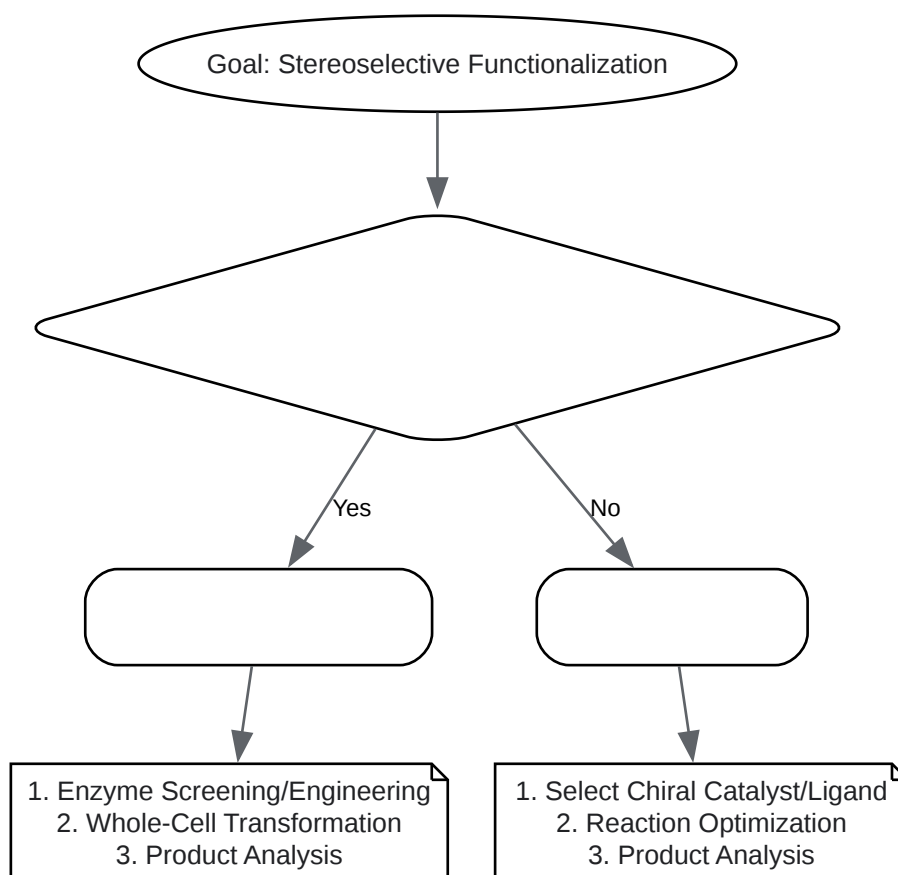 Goal: Stereoselective Functionalization
Yes
No
1. Enzyme Screening/Engineering
2. Whole-Cell Transformation
3. Product Analysis
1. Select Chiral Catalyst/Ligand
2. Reaction Optimization
3. Product Analysis